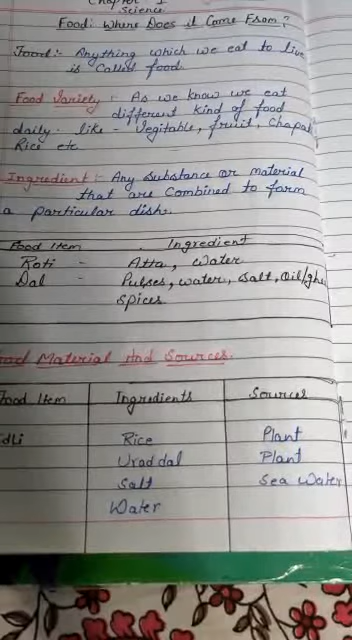 Chapter 1
Science
Food: Where Does it Come From?
Food:- Anything which we eat to live
is Called food.
Food Variety:- As we know we eat
different kind of food
daily. like - Vegitable, fruit, Chapati
Rice etc
Ingredient:- Any Substance or material
that are Combined to form
a particular dish.
Food Item Ingredient
Roti - Atta, Water
Dal - Pulses, water, Salt, Oil/ghee
Spices
Food Material And Sources.
Food Item Ingredients Sources
Idli Rice Plant
Urad dal Plant
Salt Sea Water
Water